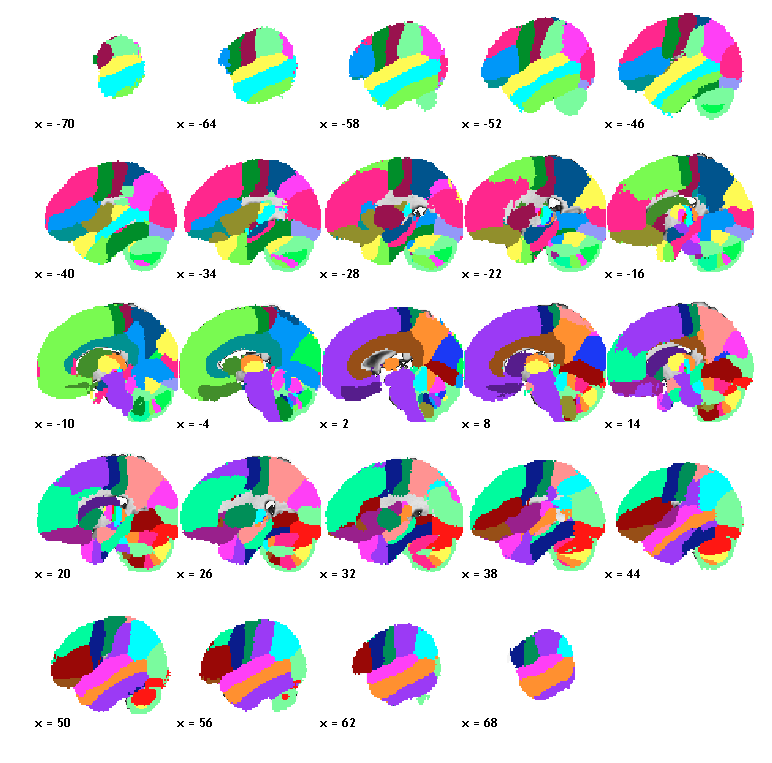 x = -70 x = -64 x = -58 x = -52 x = -46
x = -40 x = -34 x = -28 x = -22 x = -16
x = -10 x = -4 x = 2 x = 8 x = 14
x = 20 x = 26 x = 32 x = 38 x = 44
x = 50 x = 56 x = 62 x = 68